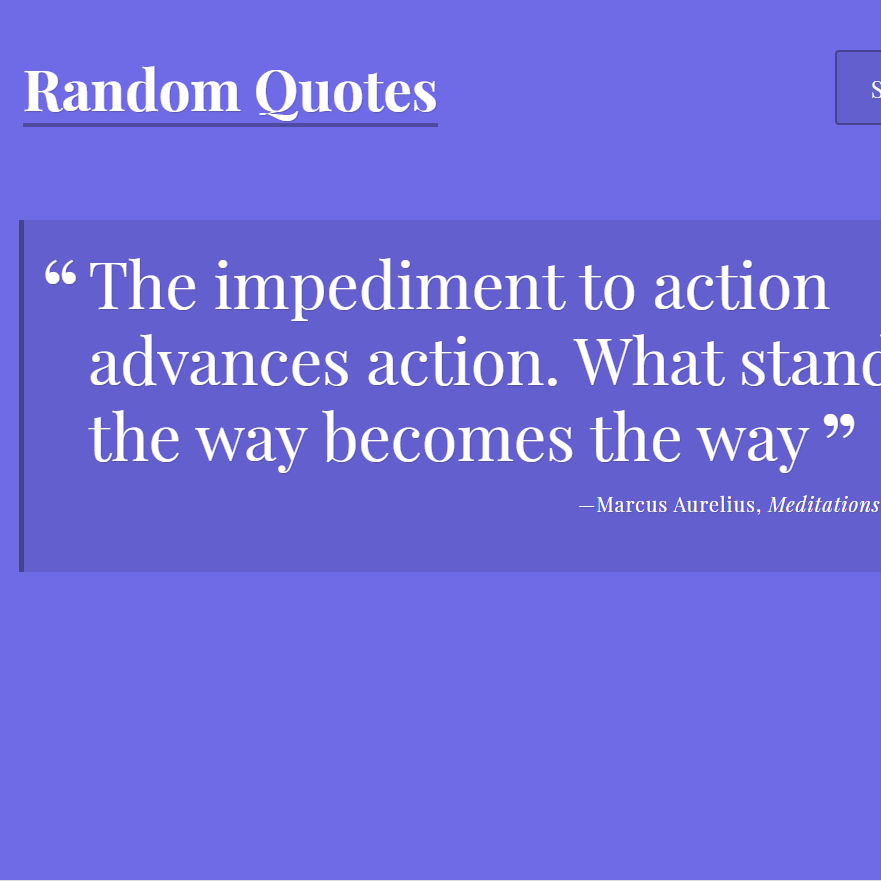 Random Quotes
“ The impediment to action
advances action. What stand
the way becomes the way ”
—Marcus Aurelius, Meditations